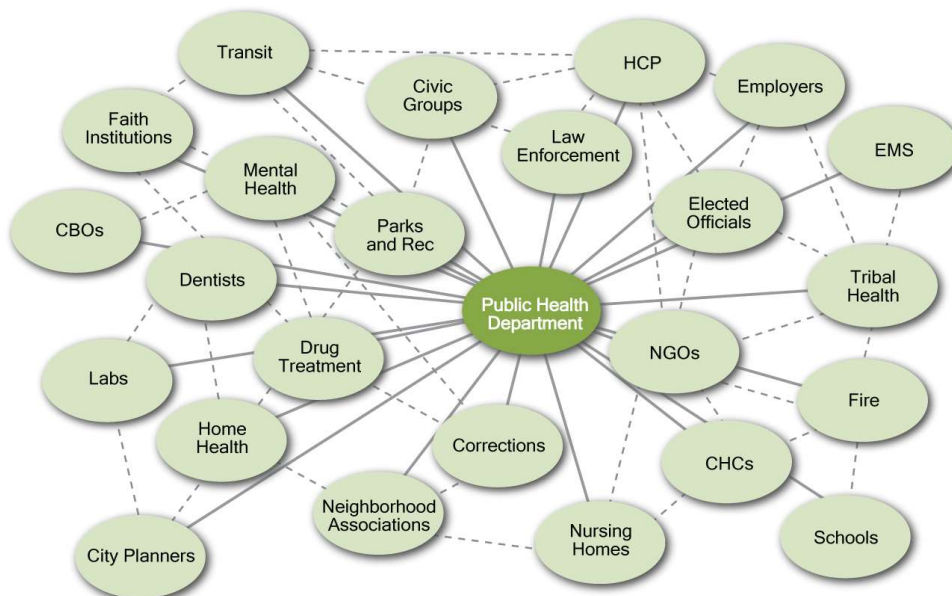 Transit
HCP
Civic
Groups
Employers
Faith
Institutions
Law
Enforcement
EMS
Mental
Health
Elected
Officials
CBOs
Parks
and Rec
Dentists
Tribal
Health
Public Health
Department
Labs
Drug
Treatment
NGOs
Fire
Home
Health
Corrections
CHCs
Neighborhood
Associations
City Planners
Nursing
Homes
Schools